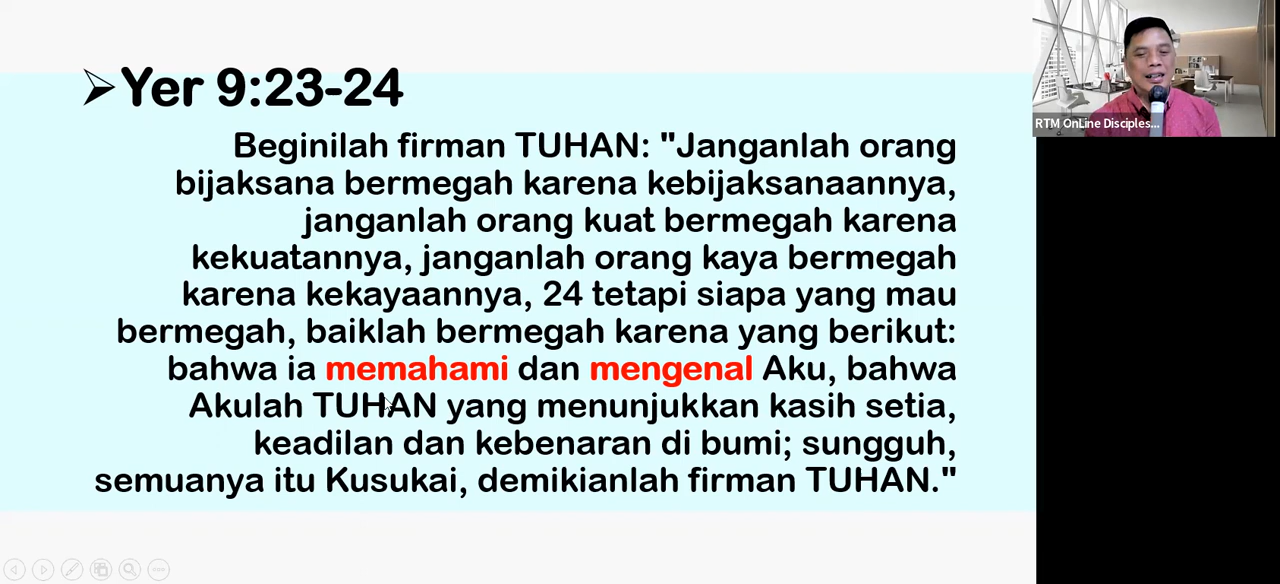 Yer 9:23-24
Beginilah firman TUHAN: "Janganlah orang
bijaksana bermegah karena kebijaksanaannya,
janganlah orang kuat bermegah karena
kekuatannya, janganlah orang kaya bermegah
karena kekayaannya, 24 tetapi siapa yang mau
bermegah, baiklah bermegah karena yang berikut:
bahwa ia memahami dan mengenal Aku, bahwa
Akulah TUHAN yang menunjukkan kasih setia,
keadilan dan kebenaran di bumi; sungguh,
semuanya itu Kusukai, demikianlah firman TUHAN."
RTM OnLine Disciples...